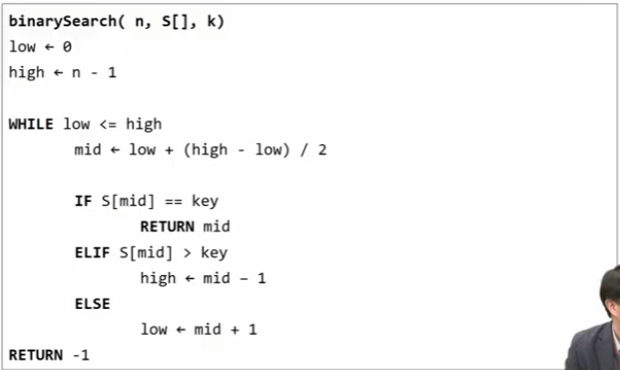 binarySearch( n, S[], k)
low ← 0
high ← n - 1
WHILE low <= high
mid ← low + (high - low) / 2
IF S[mid] == key
RETURN mid
ELIF S[mid] > key
high ← mid – 1
ELSE
low ← mid + 1
RETURN -1